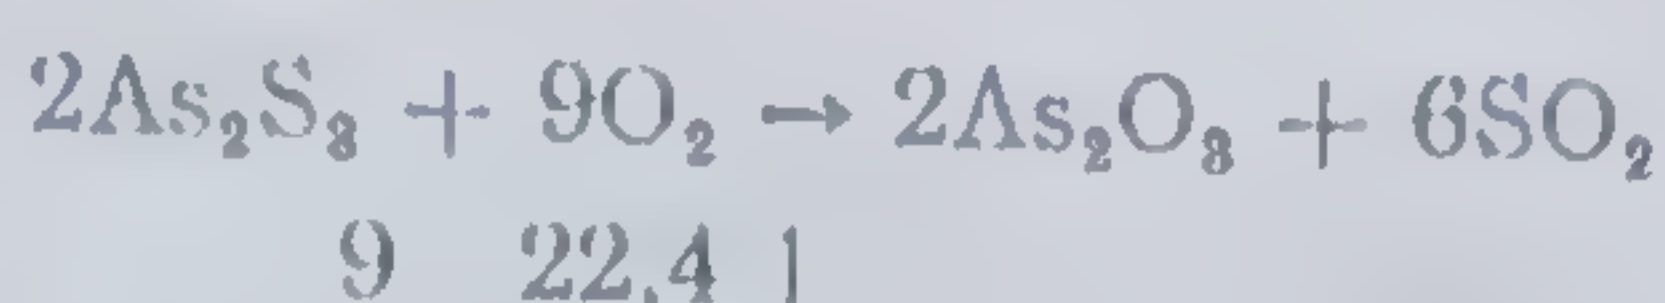 2As₂S₃ + 9O₂ → 2As₂O₃ + 6SO₂
9 22,4 l